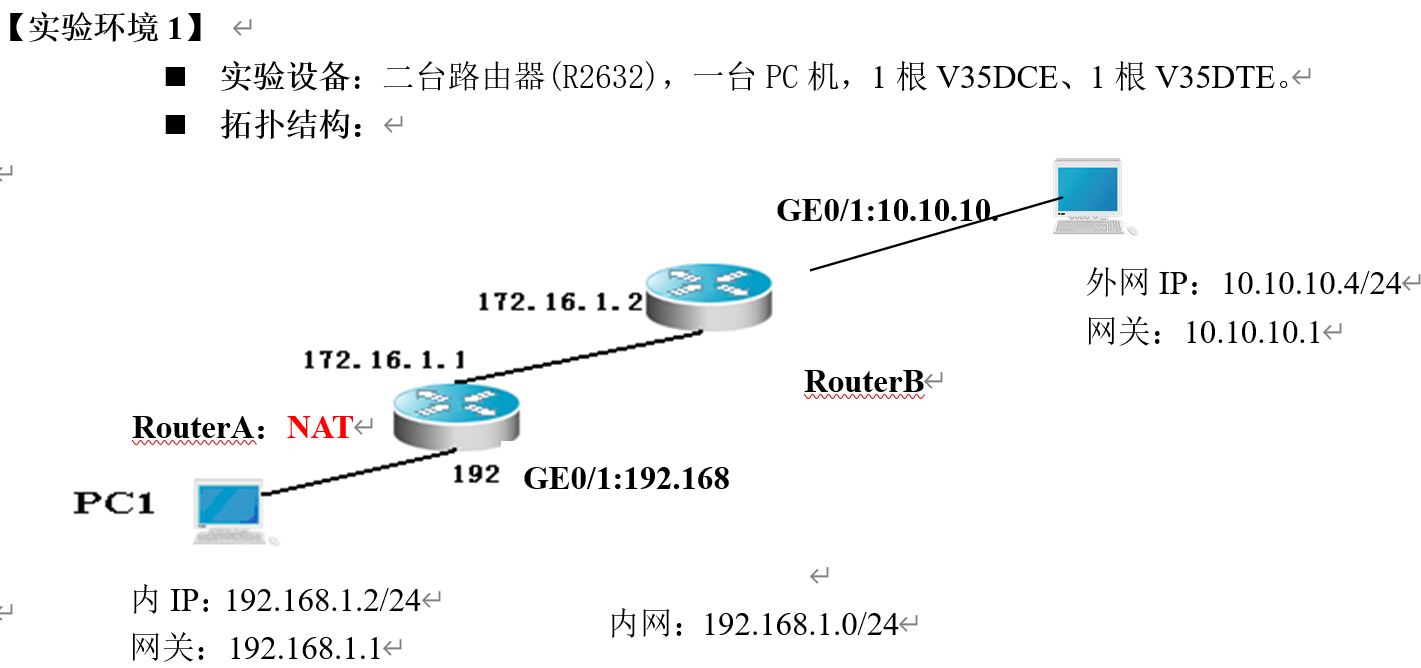 【实验环境 1】
■ 实验设备：二台路由器(R2632)，一台 PC 机，1 根 V35DCE、1 根 V35DTE。
■ 拓扑结构：
GE0/1:10.10.10.
外网 IP：10.10.10.4/24
网关：10.10.10.1
172.16.1.2
172.16.1.1
RouterB
RouterA：NAT
192
GE0/1:192.168
PC1
内 IP：192.168.1.2/24
网关：192.168.1.1
内网：192.168.1.0/24